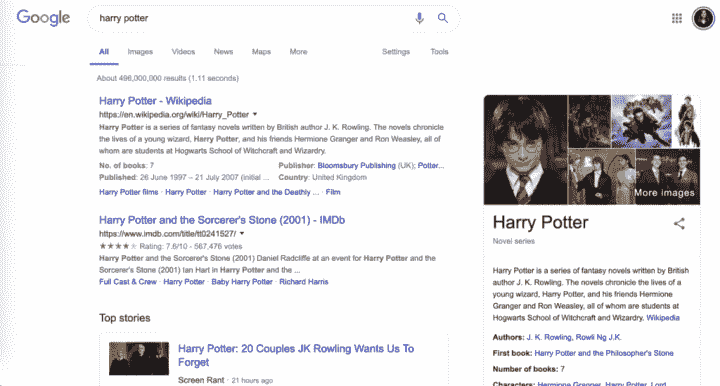 Google
harry potter
All Images Videos News Maps More Settings Tools
About 496,000,000 results (1.11 seconds)
Harry Potter - Wikipedia
https://en.wikipedia.org/wiki/Harry_Potter
Harry Potter is a series of fantasy novels written by British author J. K. Rowling. The novels chronicle
the lives of a young wizard, Harry Potter, and his friends Hermione Granger and Ron Weasley, all of
whom are students at Hogwarts School of Witchcraft and Wizardry.
No. of books: 7 Publisher: Bloomsbury Publishing (UK); Potter...
Published: 26 June 1997 – 21 July 2007 (initial ... Country: United Kingdom
Harry Potter films · Harry Potter · Harry Potter and the Deathly ... · Film
Harry Potter and the Sorcerer's Stone (2001) - IMDb
https://www.imdb.com/title/tt0241527/
Rating: 7.6/10 - 567,476 votes
Harry Potter and the Sorcerer's Stone (2001) Daniel Radcliffe at an event for Harry Potter and the
Sorcerer's Stone (2001) Ian Hart in Harry Potter and the ...
Full Cast & Crew · Harry Potter · Baby Harry Potter · Richard Harris
Top stories
Harry Potter: 20 Couples JK Rowling Wants Us To
Forget
Screen Rant · 21 hours ago
More images
Harry Potter
Novel series
Harry Potter is a series of fantasy novels written by British
author J. K. Rowling. The novels chronicle the lives of a
young wizard, Harry Potter, and his friends Hermione
Granger and Ron Weasley, all of whom are students at
Hogwarts School of Witchcraft and Wizardry. Wikipedia
Authors: J. K. Rowling, Rowli Ng J.K.
First book: Harry Potter and the Philosopher's Stone
Number of books: 7
Characters: Hermione Granger, Harry Potter, Lord